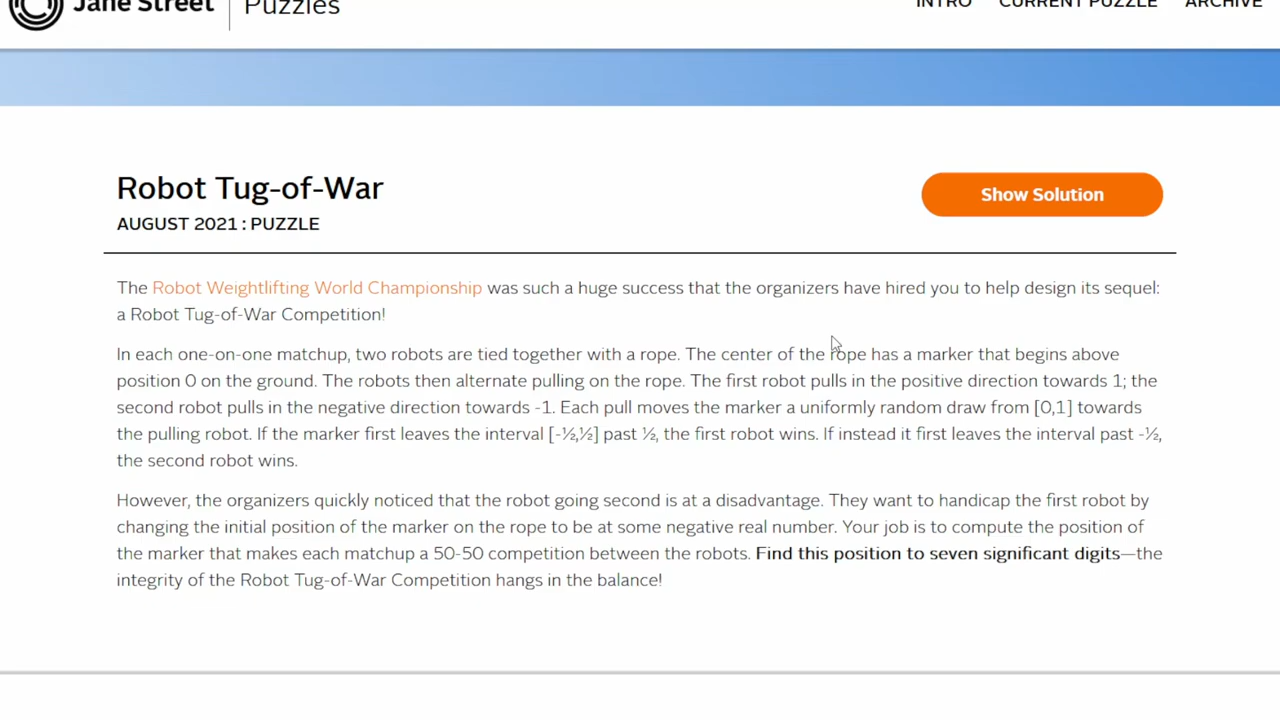 Jane Street
Puzzles
INTRO
CURRENT PUZZLE
ARCHIVE
Robot Tug-of-War
Show Solution
AUGUST 2021 : PUZZLE
The Robot Weightlifting World Championship was such a huge success that the organizers have hired you to help design its sequel:
a Robot Tug-of-War Competition!
In each one-on-one matchup, two robots are tied together with a rope. The center of the rope has a marker that begins above
position 0 on the ground. The robots then alternate pulling on the rope. The first robot pulls in the positive direction towards 1; the
second robot pulls in the negative direction towards -1. Each pull moves the marker a uniformly random draw from [0,1] towards
the pulling robot. If the marker first leaves the interval [-½,½] past ½, the first robot wins. If instead it first leaves the interval past -½,
the second robot wins.
However, the organizers quickly noticed that the robot going second is at a disadvantage. They want to handicap the first robot by
changing the initial position of the marker on the rope to be at some negative real number. Your job is to compute the position of
the marker that makes each matchup a 50-50 competition between the robots. Find this position to seven significant digits—the
integrity of the Robot Tug-of-War Competition hangs in the balance!